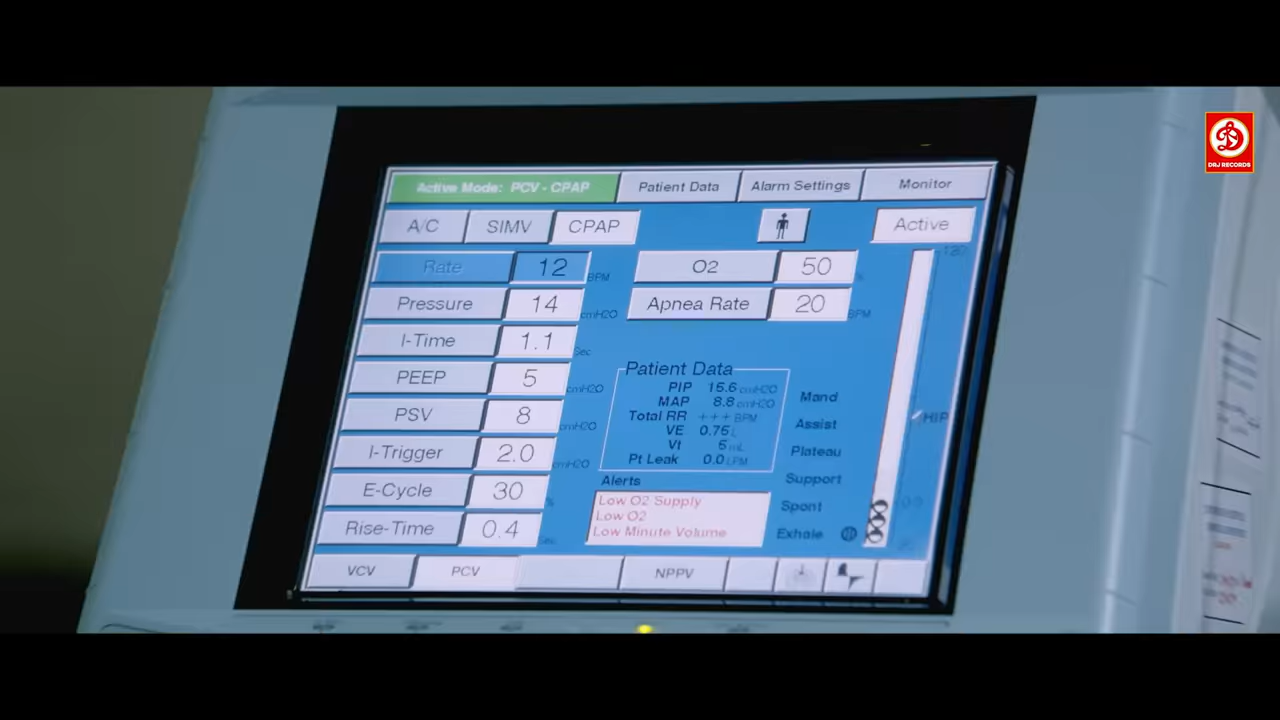 DRJ RECORDS
Active Mode: PCV - CPAP
Patient Data
Alarm Settings
Monitor
A/C
SIMV
CPAP
Active
Rate 12 BPM
O2 50 %
120
Pressure 14 cmH2O
Apnea Rate 20 BPM
I-Time 1.1 Sec
PEEP 5 cmH2O
PSV 8 cmH2O
I-Trigger 2.0 cmH2O
E-Cycle 30 %
Rise-Time 0.4 Sec
Patient Data
PIP 15.6 cmH2O
MAP 8.8 cmH2O
Total RR +++ BPM
VE 0.75 L
Vt 5 mL
Pt Leak 0.0 LPM
Alerts
Low O2 Supply
Low O2
Low Minute Volume
Mand
Assist
Plateau
Support
Spont
Exhale
HIP
VCV
PCV
NPPV